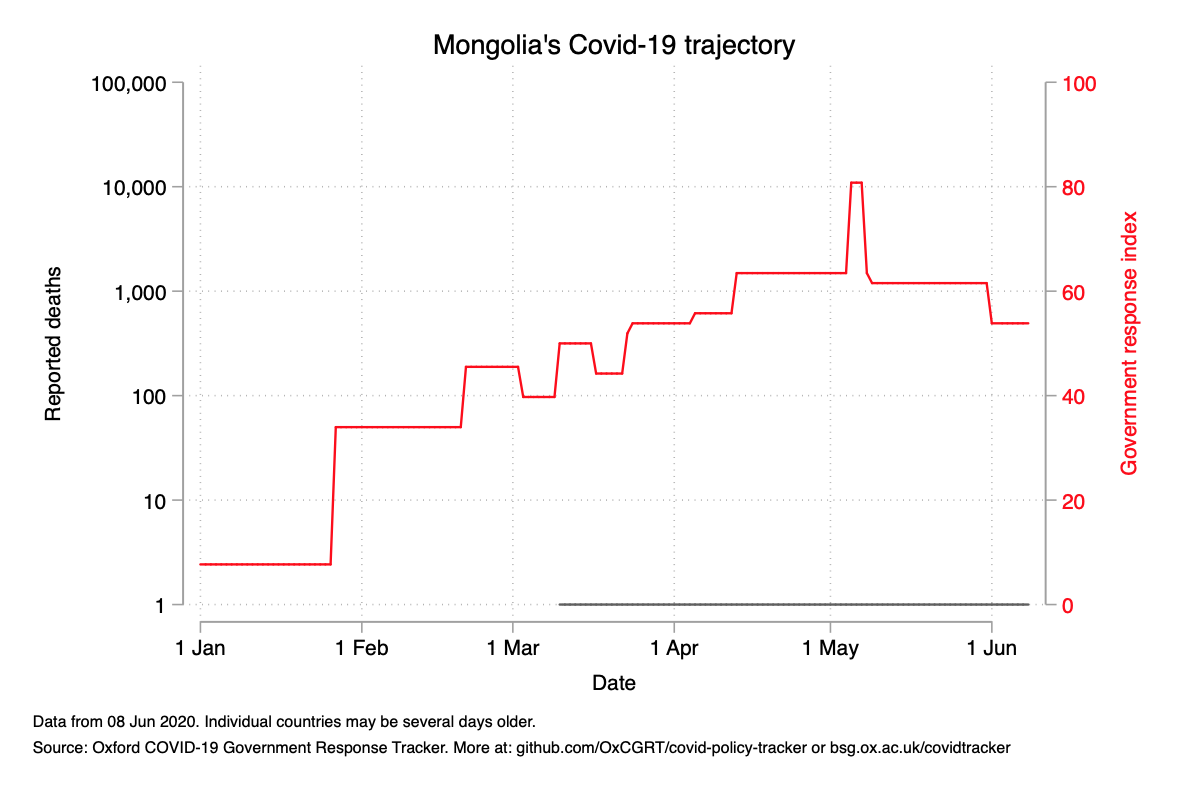 Mongolia's Covid-19 trajectory
100,000
10,000
1,000
100
10
1
Reported deaths
100
80
60
40
20
0
Government response index
1 Jan
1 Feb
1 Mar
1 Apr
1 May
1 Jun
Date
Data from 08 Jun 2020. Individual countries may be several days older.
Source: Oxford COVID-19 Government Response Tracker. More at: github.com/OxCGRT/covid-policy-tracker or bsg.ox.ac.uk/covidtracker